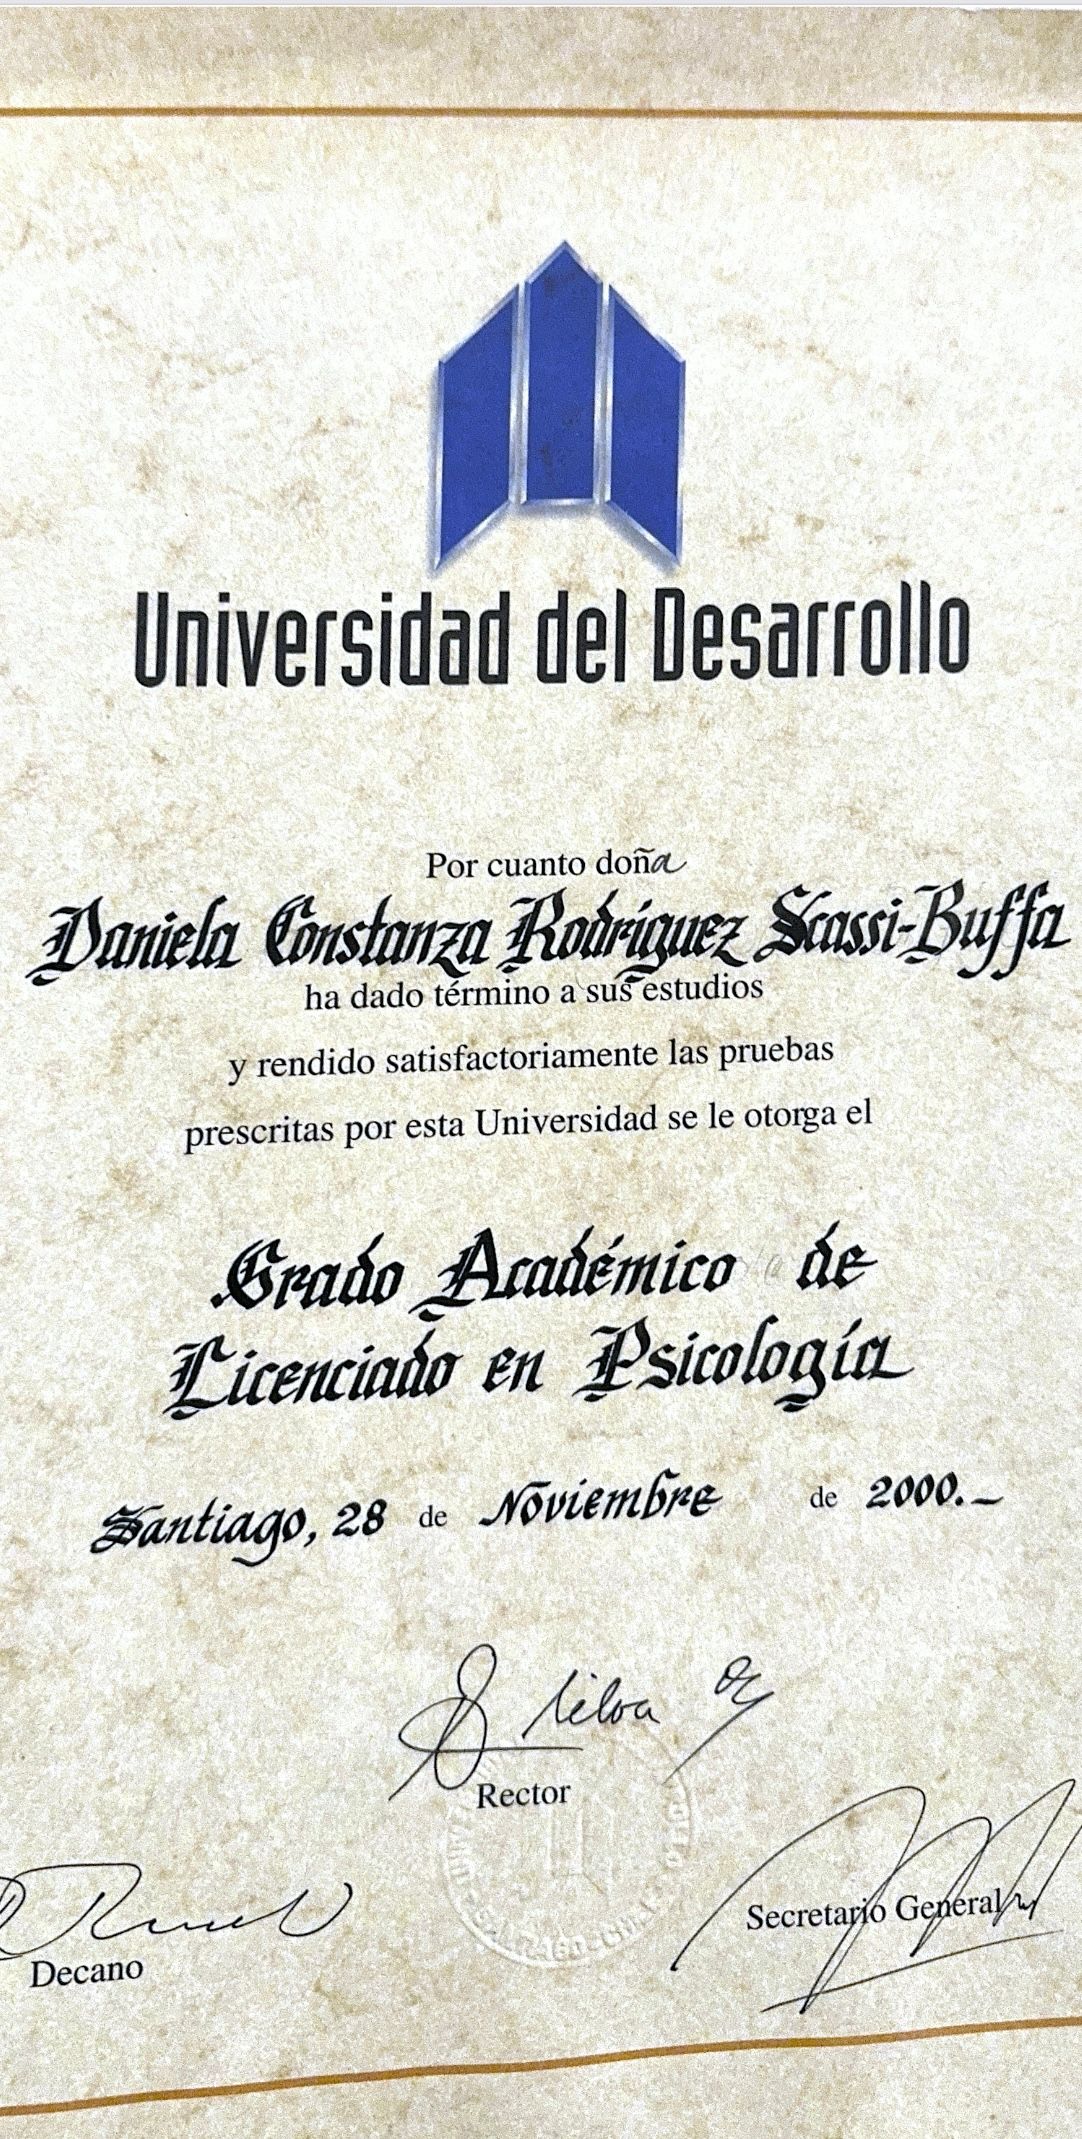 Universidad del Desarrollo
Por cuanto doña
Daniela Constanza Rodríguez Scassi-Buffa
ha dado término a sus estudios
y rendido satisfactoriamente las pruebas
prescritas por esta Universidad se le otorga el
Grado Académico de
Licenciado en Psicología
Santiago, 28 de Noviembre de 2000.-
Silva
Rector
Secretario General
Decano